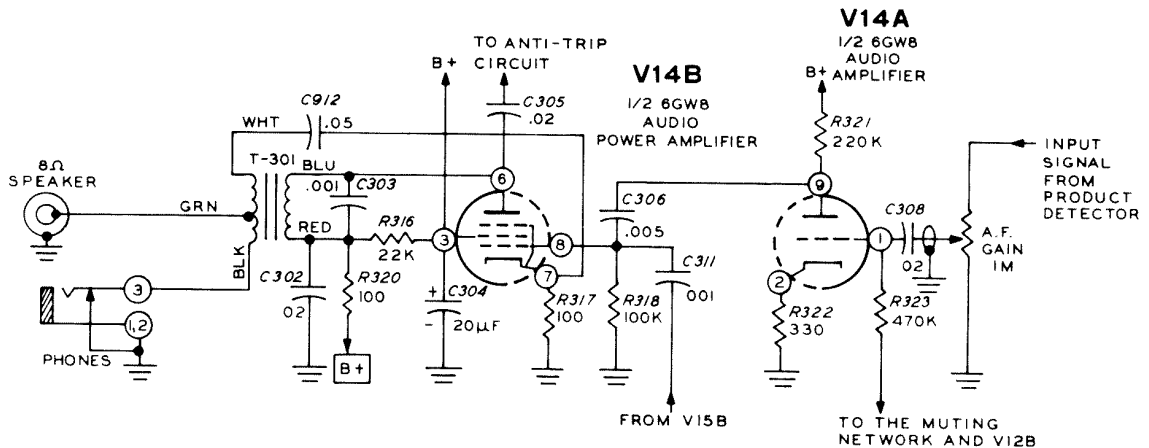 V14A
1/2 6GW8
AUDIO
AMPLIFIER
B+
TO ANTI-TRIP
CIRCUIT
B+
V14B
1/2 6GW8
AUDIO
POWER AMPLIFIER
C912
.05
WHT
C305
.02
R321
220K
INPUT
SIGNAL
FROM
PRODUCT
DETECTOR
8Ω
SPEAKER
T-301
BLU
.001
C303
6
9
GRN
RED
R316
22K
3
8
7
C306
.005
1
C308
02
A.F.
GAIN
1M
BLK
C302
02
R320
100
C304
+
-
20μF
R317
100
R318
100K
C311
001
2
R322
330
R323
470K
3
1,2
PHONES
B+
FROM V15B
TO THE MUTING
NETWORK AND V12B